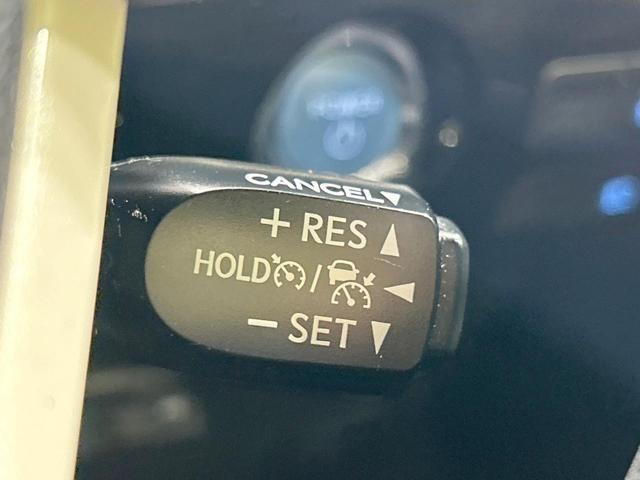 CANCEL▼
+ RES ▲
HOLD / ◀
− SET ▼